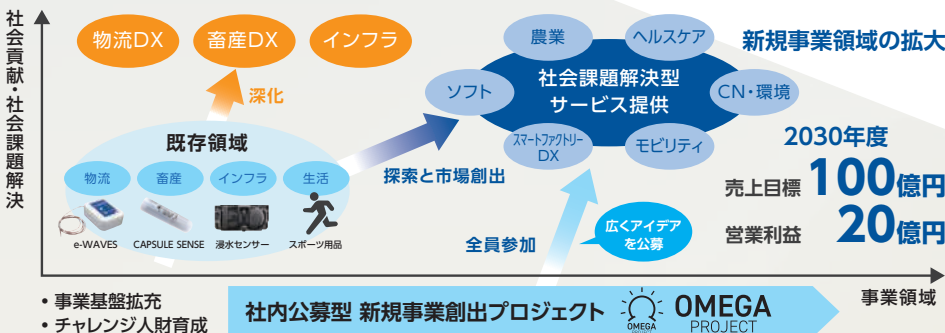 社会貢献・社会課題解決
物流DX
畜産DX
インフラ
深化
既存領域
物流
畜産
インフラ
生活
e-WAVES
CAPSULE SENSE
浸水センサー
スポーツ用品
探索と市場創出
農業
ヘルスケア
ソフト
社会課題解決型
サービス提供
CN・環境
スマートファクトリー
DX
モビリティ
新規事業領域の拡大
2030年度
売上目標 100億円
営業利益 20億円
全員参加
広くアイデア
を公募
事業領域
• 事業基盤拡充
• チャレンジ人財育成
社内公募型 新規事業創出プロジェクト
OMEGA
PROJECT
OMEGA
PROJECT